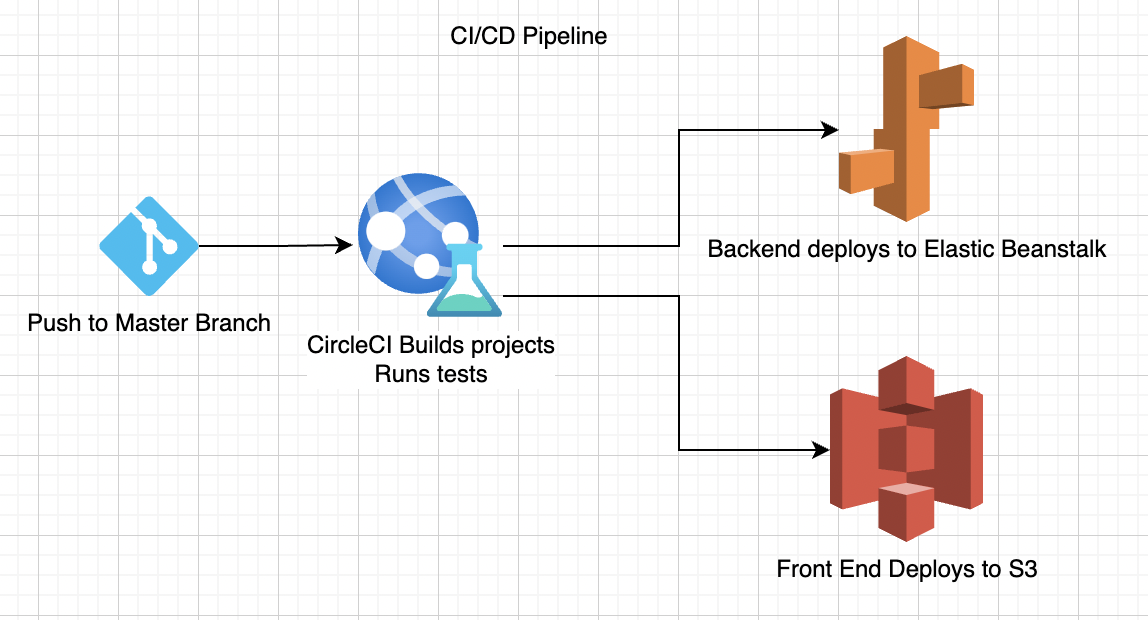 CI/CD Pipeline
Backend deploys to Elastic Beanstalk
Push to Master Branch
CircleCI Builds projects
Runs tests
Front End Deploys to S3